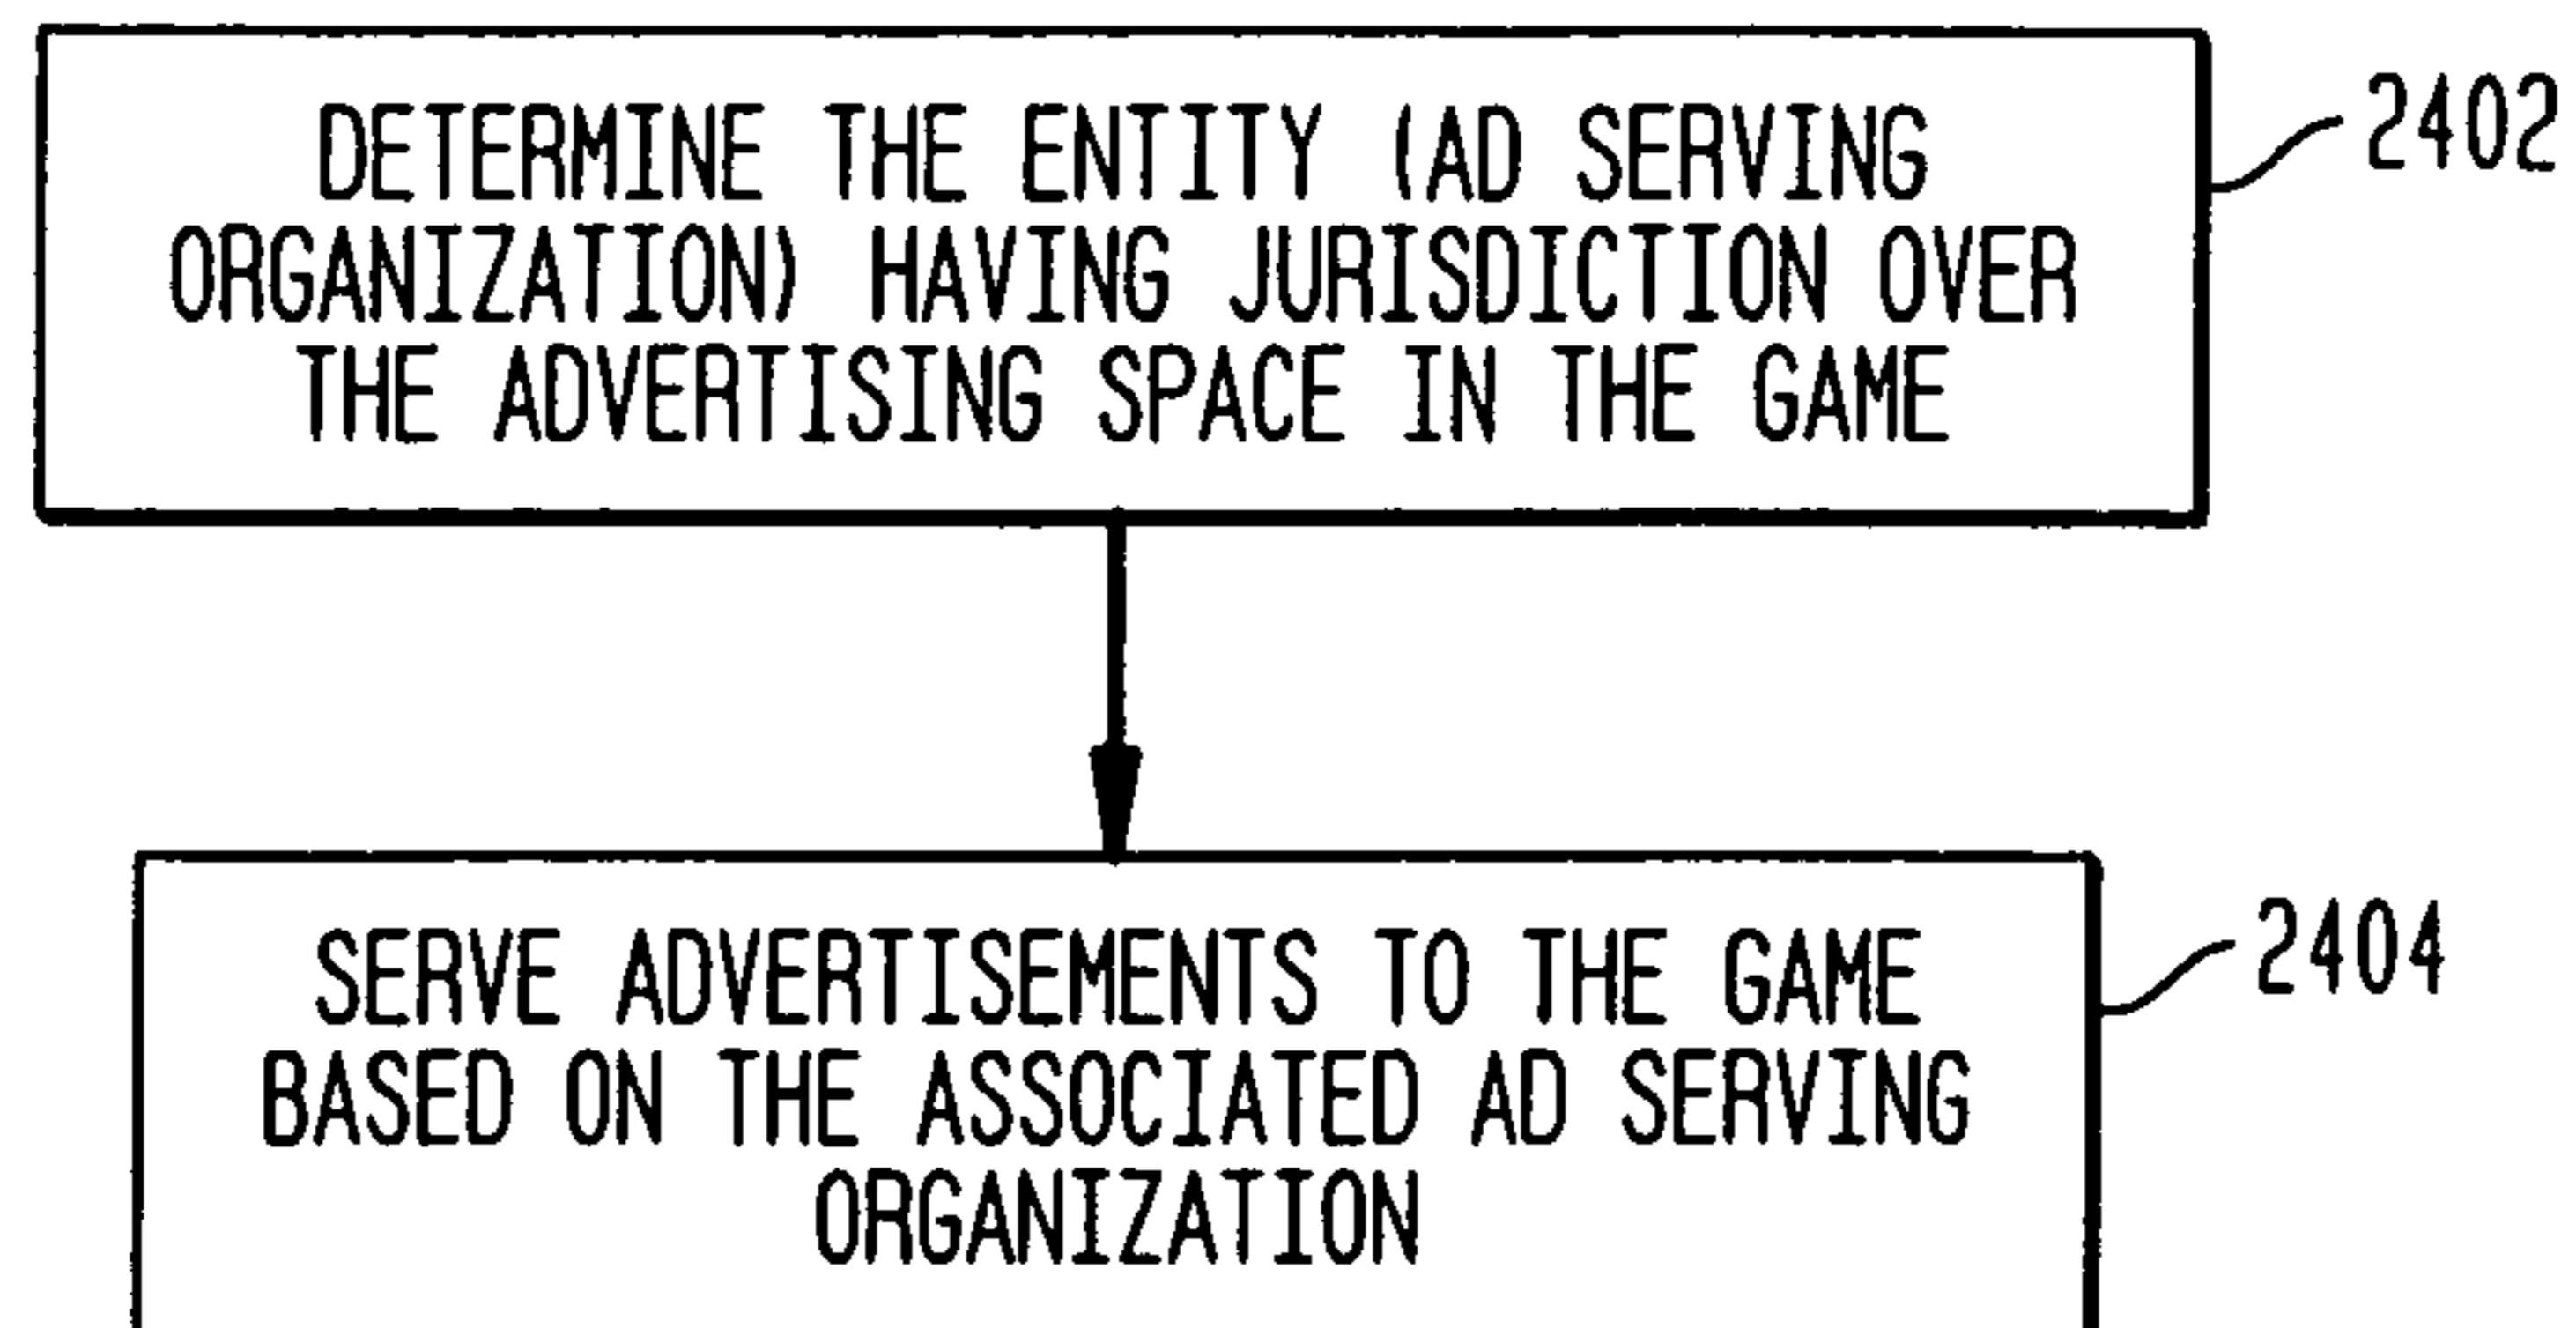 DETERMINE THE ENTITY (AD SERVING
ORGANIZATION) HAVING JURISDICTION OVER
THE ADVERTISING SPACE IN THE GAME
2402
SERVE ADVERTISEMENTS TO THE GAME
BASED ON THE ASSOCIATED AD SERVING
ORGANIZATION
2404